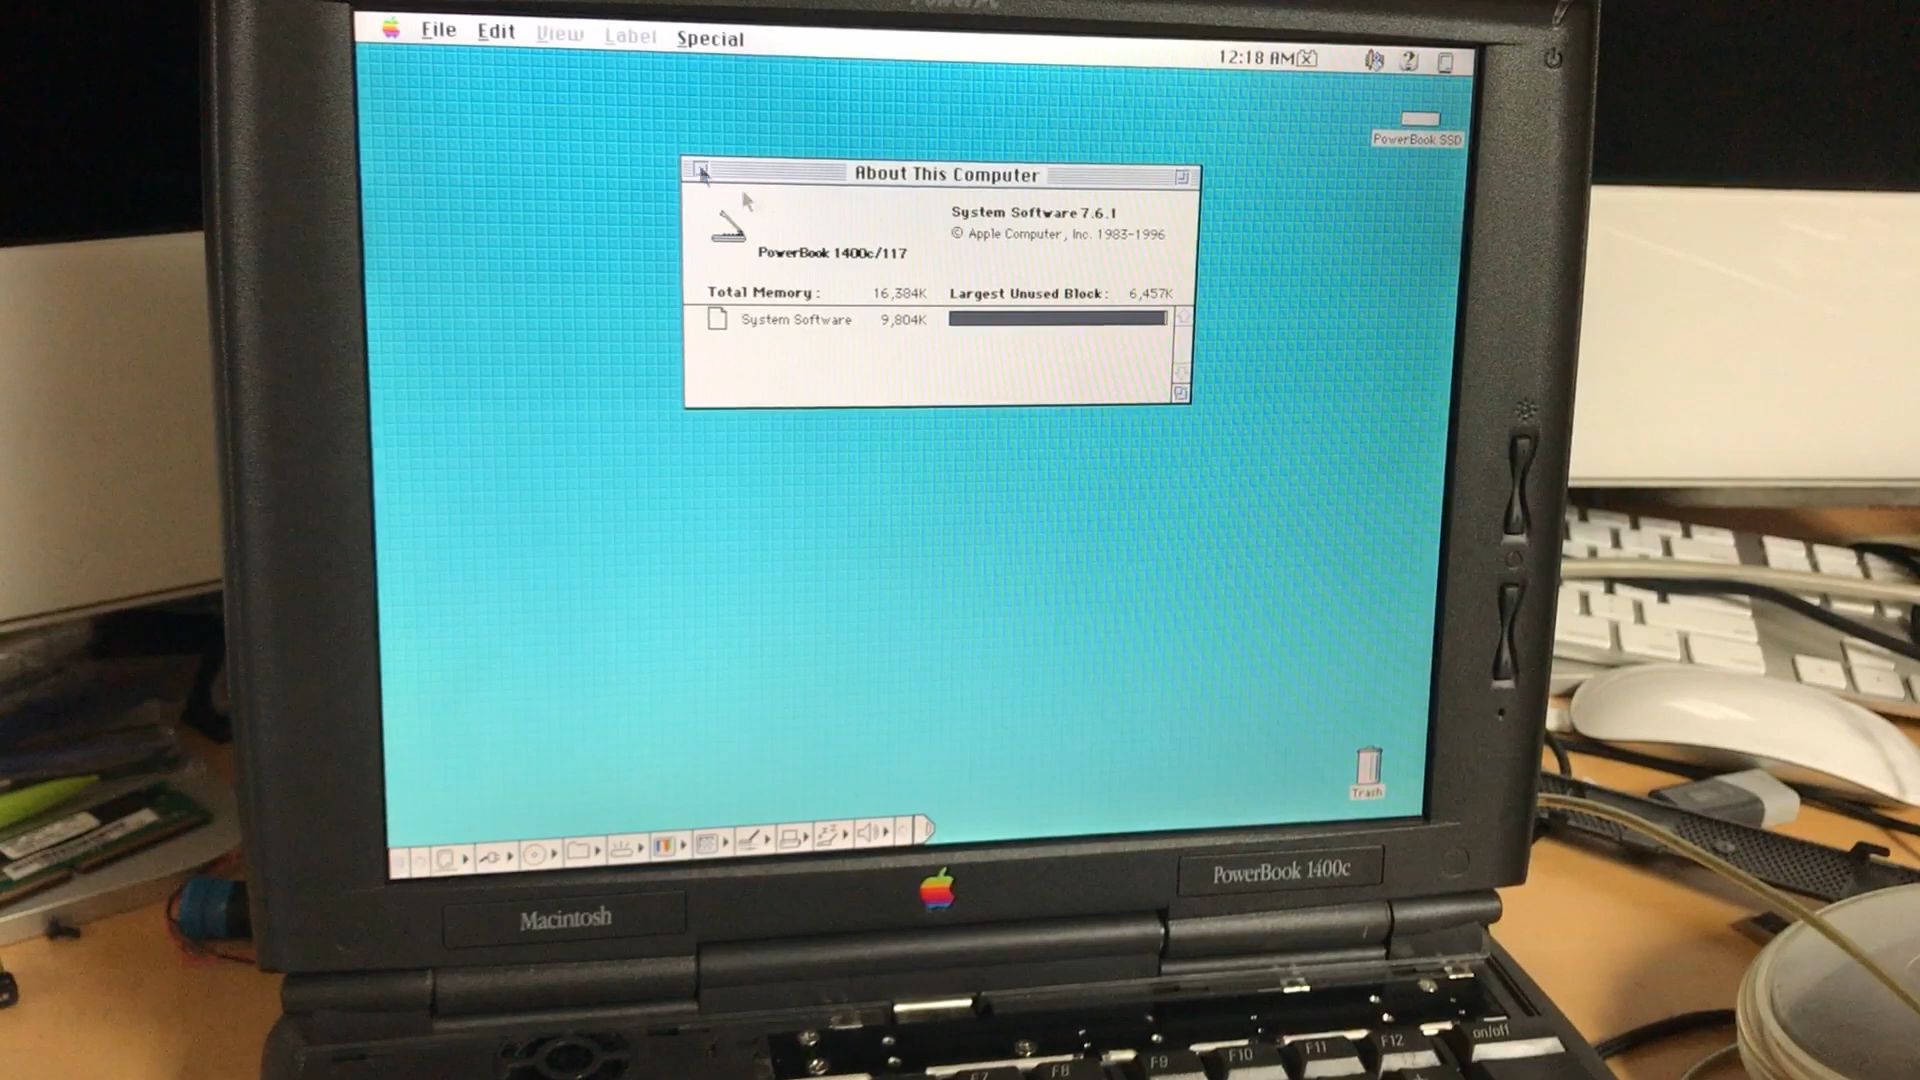 File Edit View Label Special 12:18 AM
PowerBook SSD
About This Computer
System Software 7.6.1
© Apple Computer, Inc. 1983-1996
PowerBook 1400c/117
Total Memory : 16,384K Largest Unused Block : 6,457K
System Software 9,804K
Trash
Macintosh
PowerBook 1400c
on/off
F7 F8 F9 F10 F11 F12